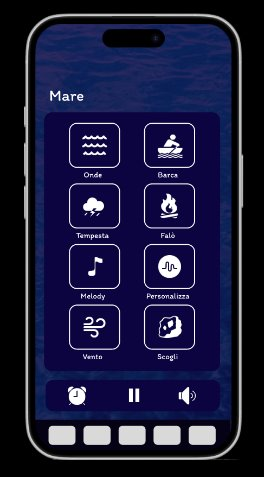 Mare
Onde
Barca
Tempesta
Falò
Melody
Personalizza
Vento
Scogli